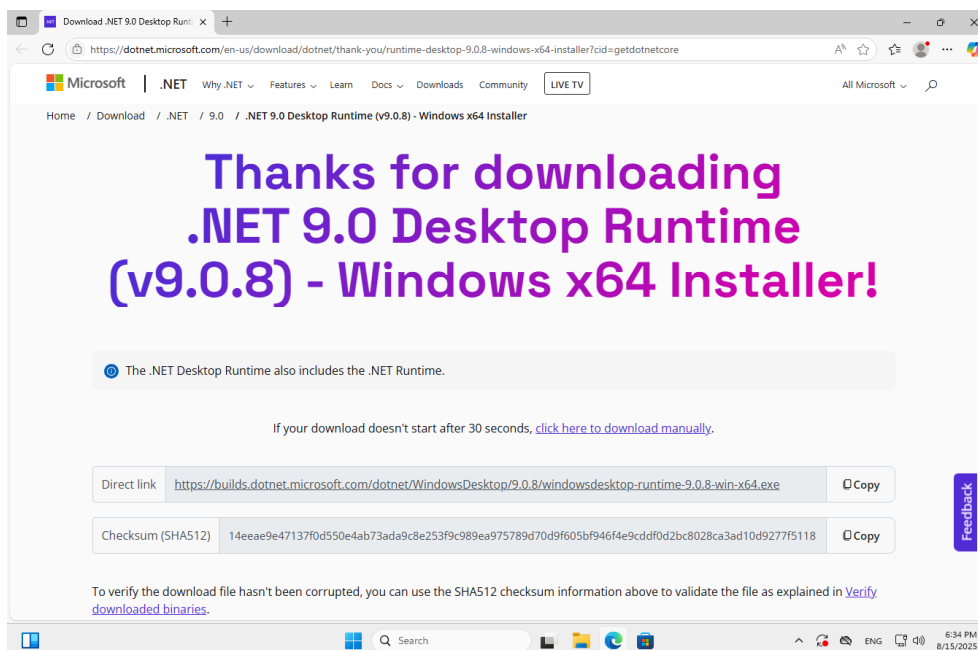 Download .NET 9.0 Desktop Runti
https://dotnet.microsoft.com/en-us/download/dotnet/thank-you/runtime-desktop-9.0.8-windows-x64-installer?cid=getdotnetcore
Microsoft .NET Why .NET Features Learn Docs Downloads Community LIVE TV All Microsoft
Home / Download / .NET / 9.0 / .NET 9.0 Desktop Runtime (v9.0.8) - Windows x64 Installer
Thanks for downloading
.NET 9.0 Desktop Runtime
(v9.0.8) - Windows x64 Installer!
The .NET Desktop Runtime also includes the .NET Runtime.
If your download doesn't start after 30 seconds, click here to download manually.
Direct link https://builds.dotnet.microsoft.com/dotnet/WindowsDesktop/9.0.8/windowsdesktop-runtime-9.0.8-win-x64.exe Copy
Checksum (SHA512) 14eeae9e47137f0d550e4ab73ada9c8e253f9c989ea975789d70d9f605bf946f4e9cddf0d2bc8028ca3ad10d9277f5118 Copy
Feedback
To verify the download file hasn't been corrupted, you can use the SHA512 checksum information above to validate the file as explained in Verify
downloaded binaries.
Search ENG 6:34 PM
8/15/2025